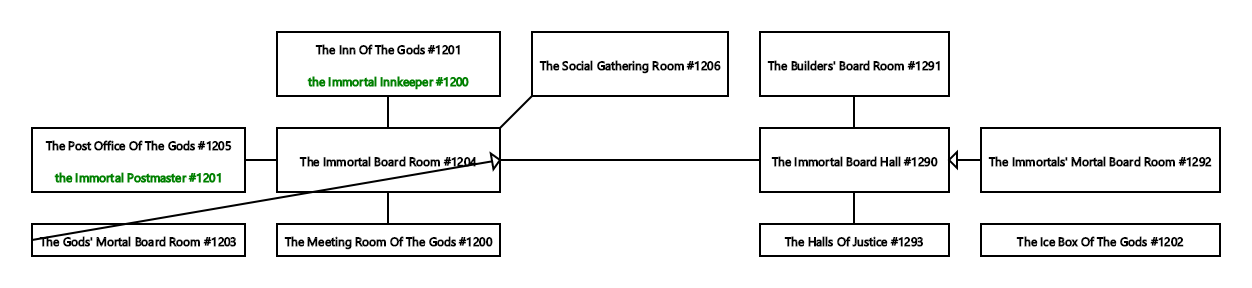 The Inn Of The Gods #1201
the Immortal Innkeeper #1200
The Social Gathering Room #1206
The Builders' Board Room #1291
The Post Office Of The Gods #1205
the Immortal Postmaster #1201
The Immortal Board Room #1204
The Immortal Board Hall #1290
The Immortals' Mortal Board Room #1292
The Gods' Mortal Board Room #1203
The Meeting Room Of The Gods #1200
The Halls Of Justice #1293
The Ice Box Of The Gods #1202